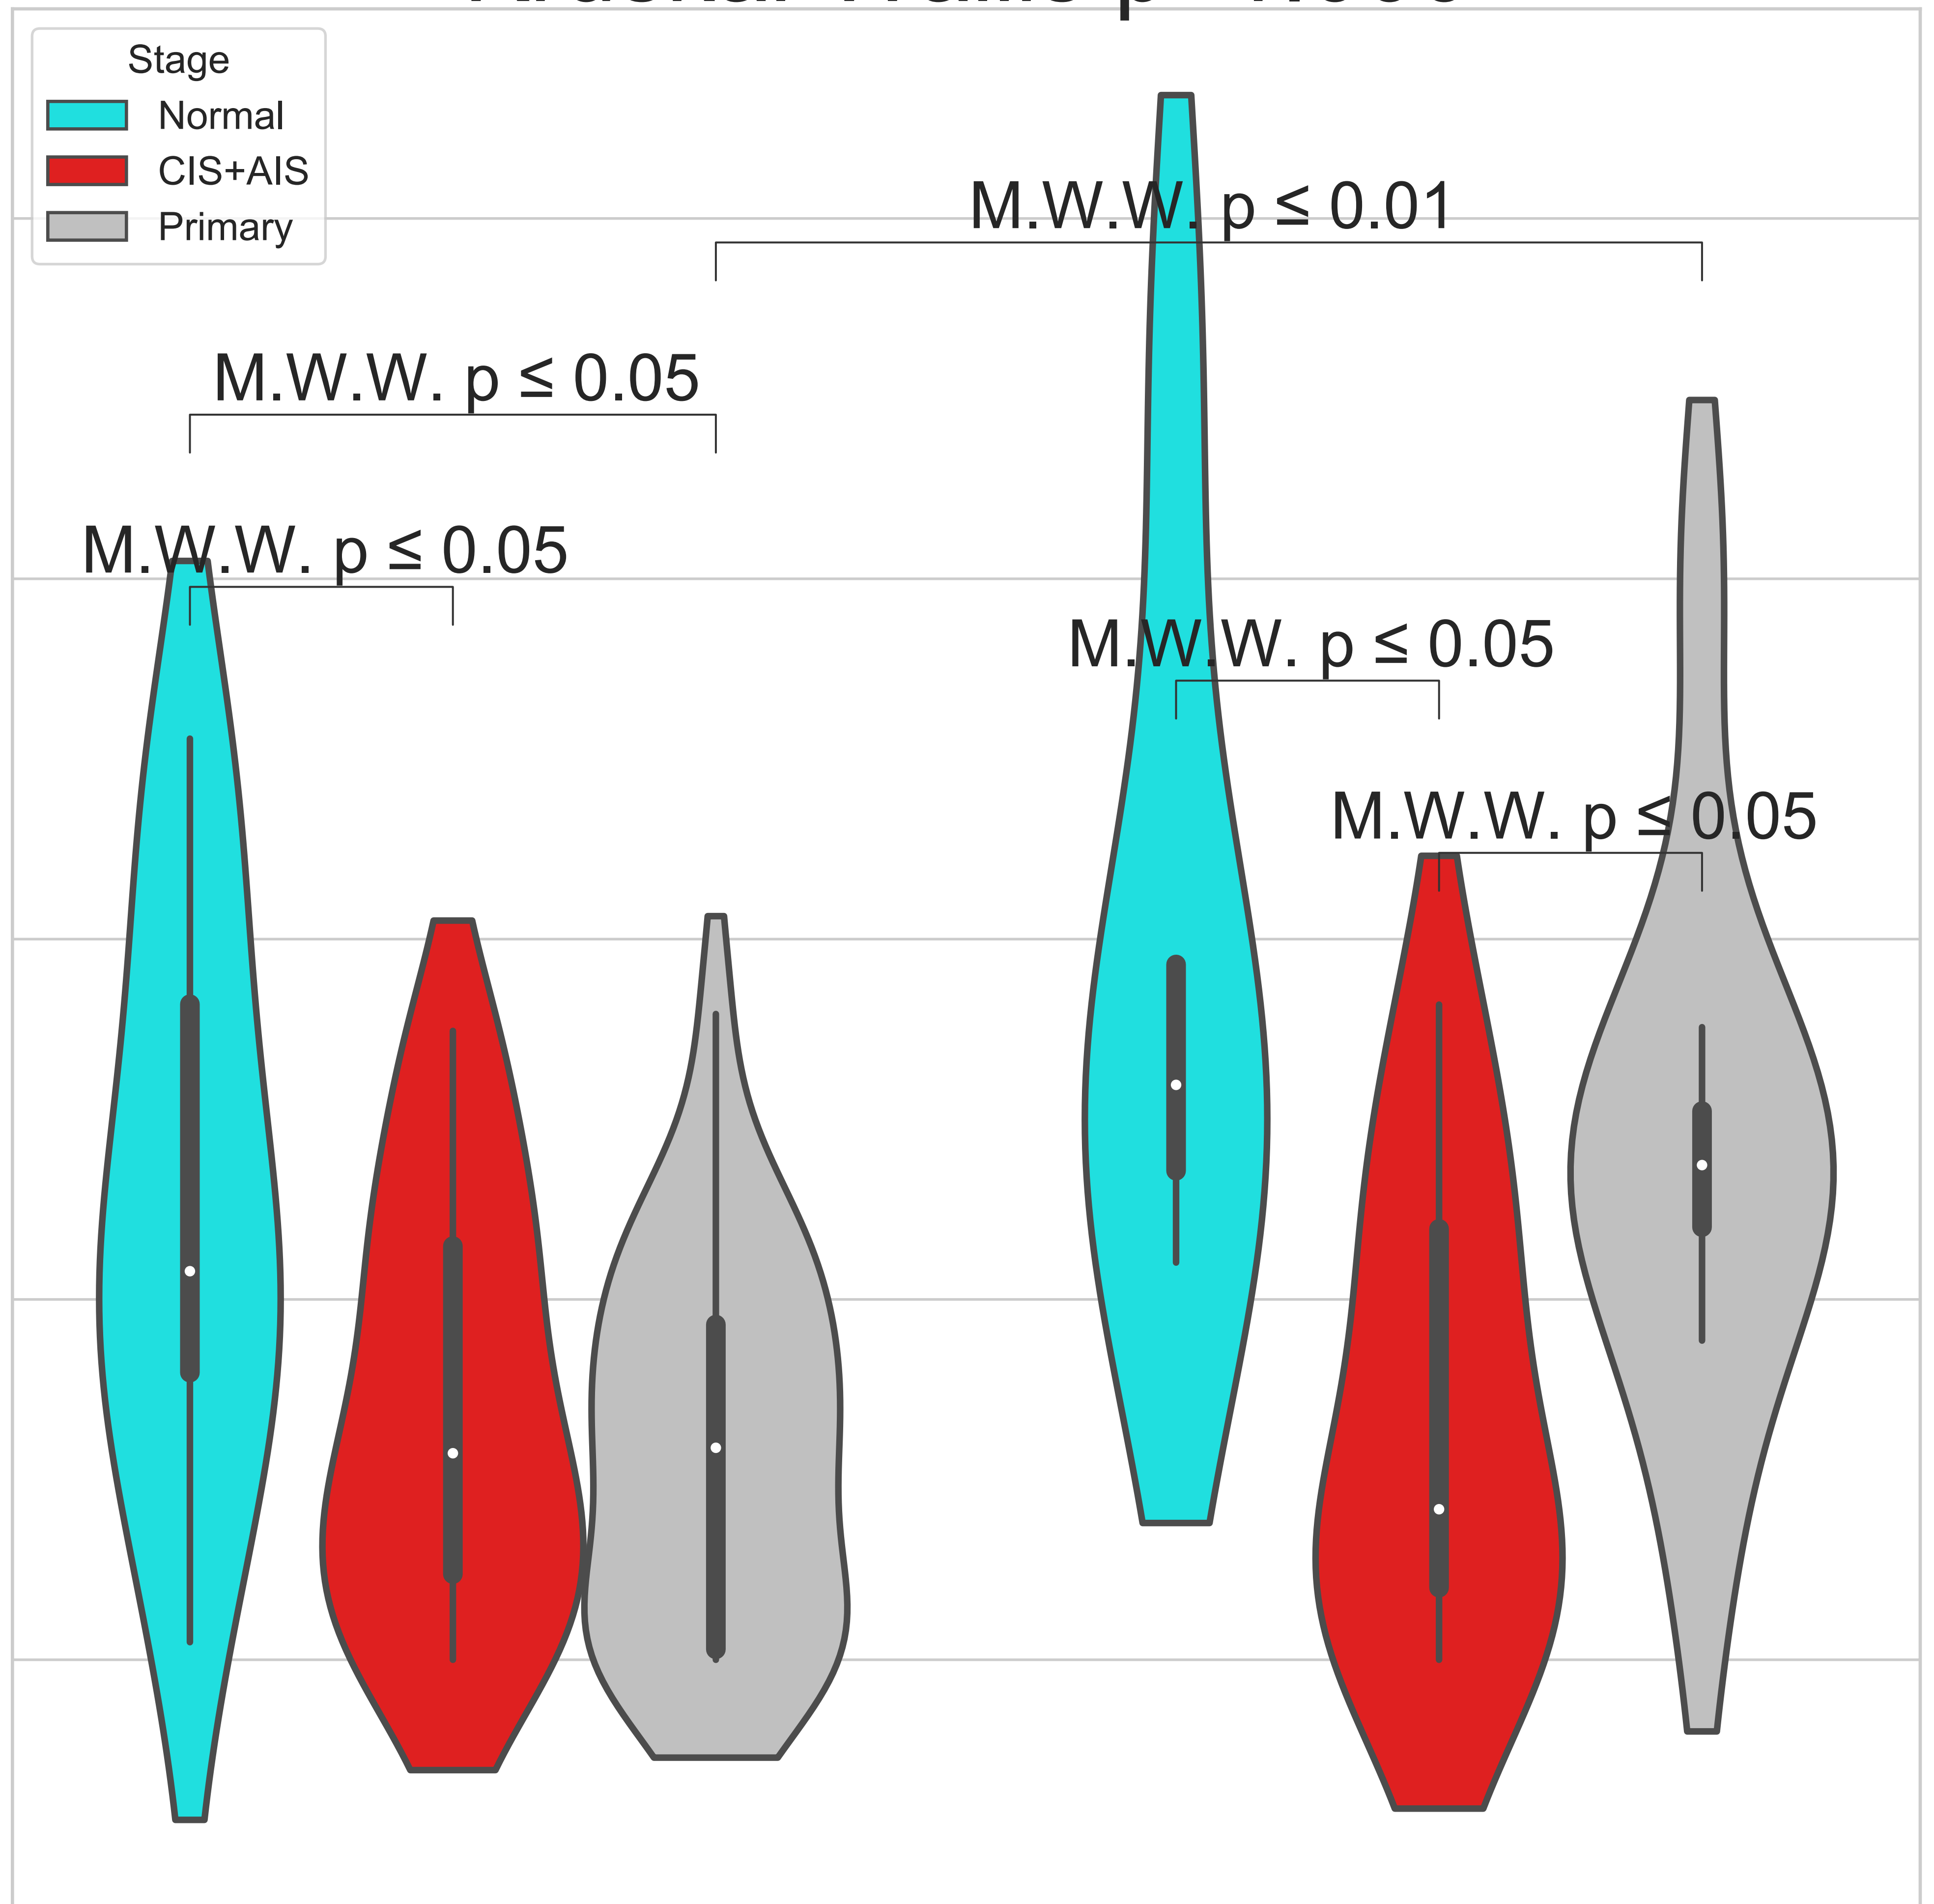 Stage
Normal
CIS+AIS
Primary
M.W.W. p ≤ 0.01
M.W.W. p ≤ 0.05
M.W.W. p ≤ 0.05
M.W.W. p ≤ 0.05
M.W.W. p ≤ 0.05